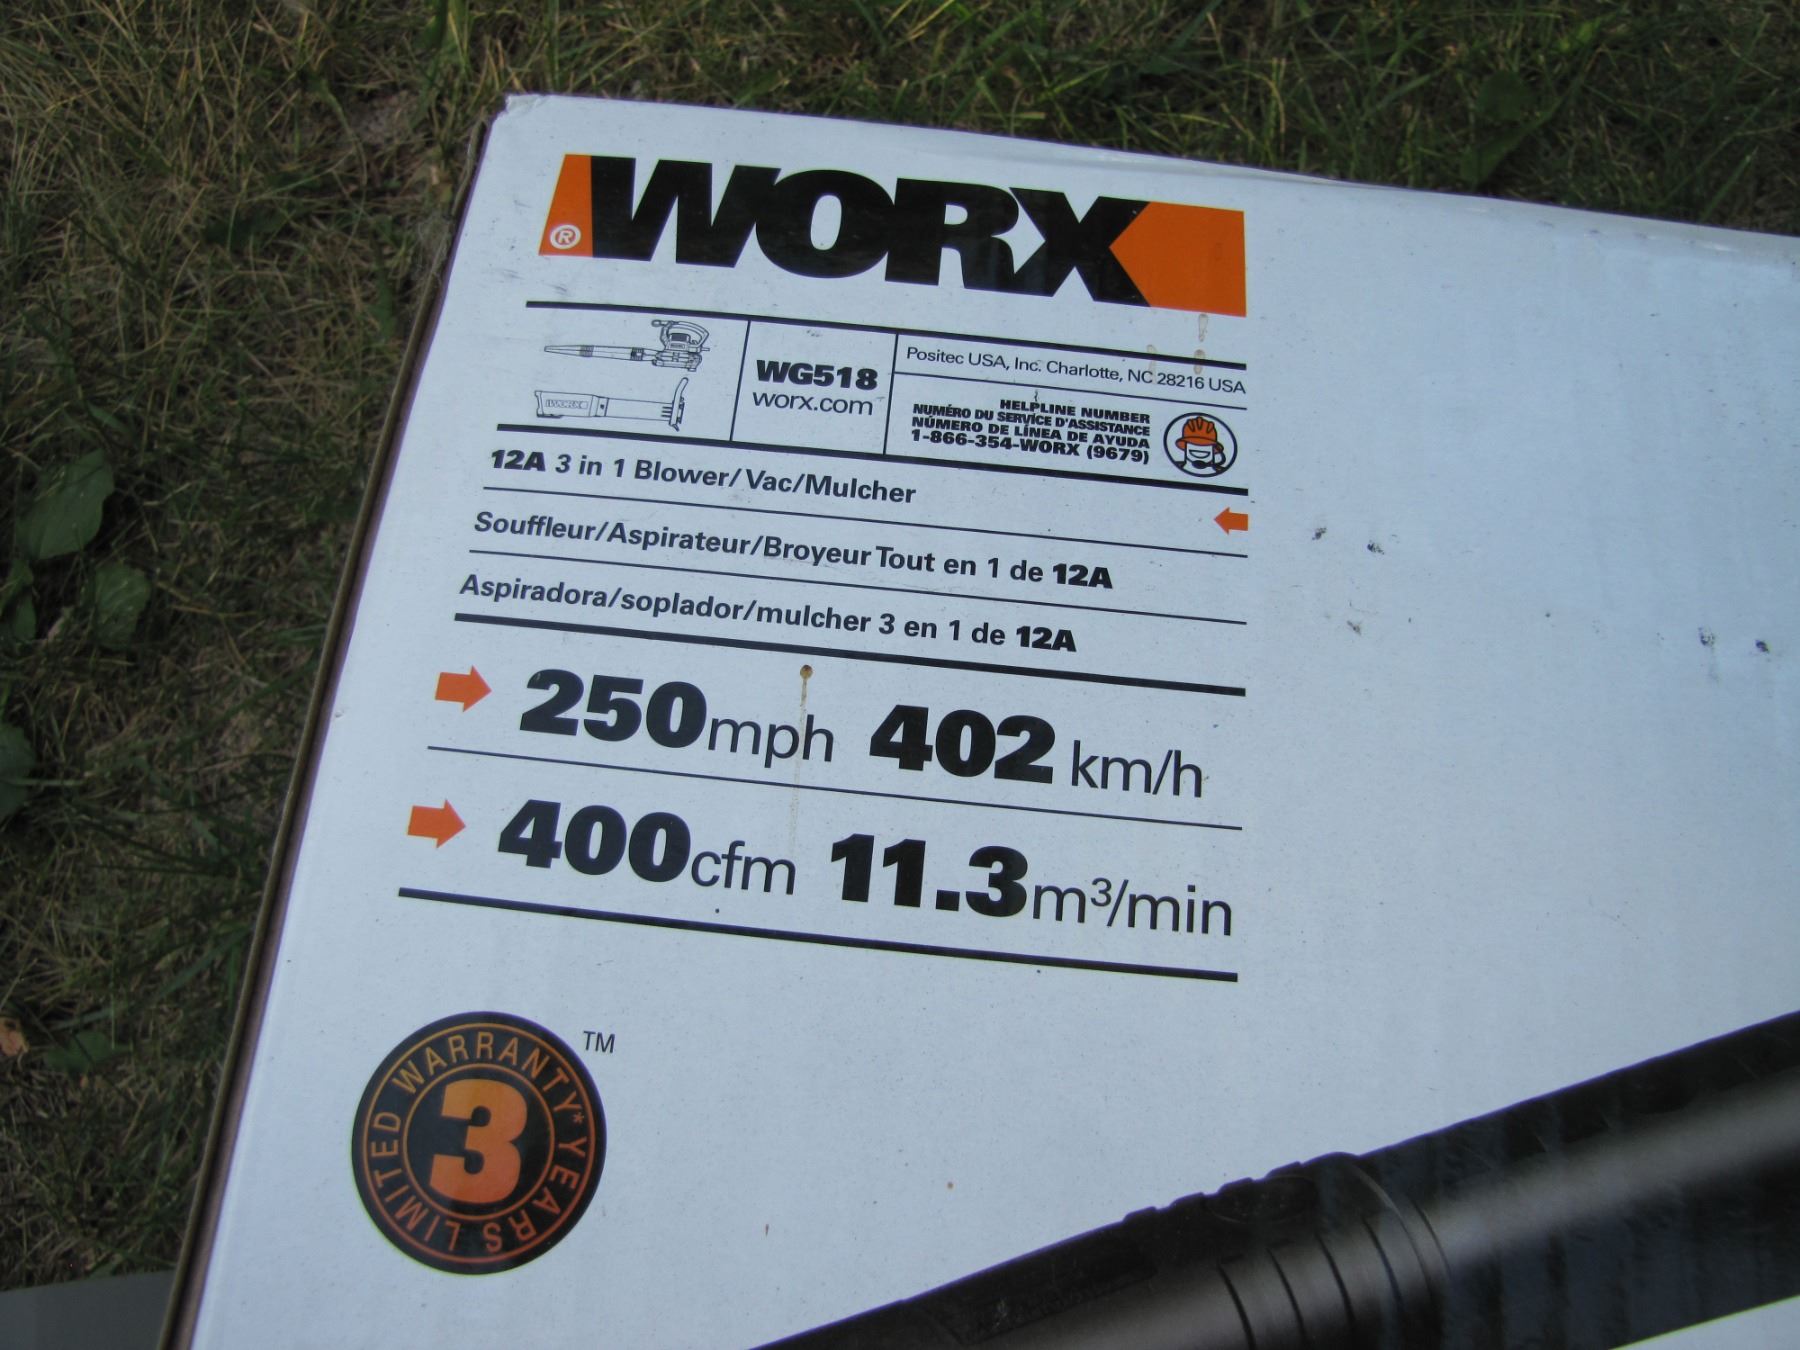 ® WORX
WORX
WG518
worx.com
Positec USA, Inc. Charlotte, NC 28216 USA
HELPLINE NUMBER
NUMÉRO DU SERVICE D'ASSISTANCE
NÚMERO DE LÍNEA DE AYUDA
1-866-354-WORX (9679)
12A 3 in 1 Blower/Vac/Mulcher
Souffleur/Aspirateur/Broyeur Tout en 1 de 12A
Aspiradora/soplador/mulcher 3 en 1 de 12A
250mph 402 km/h
400cfm 11.3m³/min
LIMITED WARRANTY* YEARS
3
TM